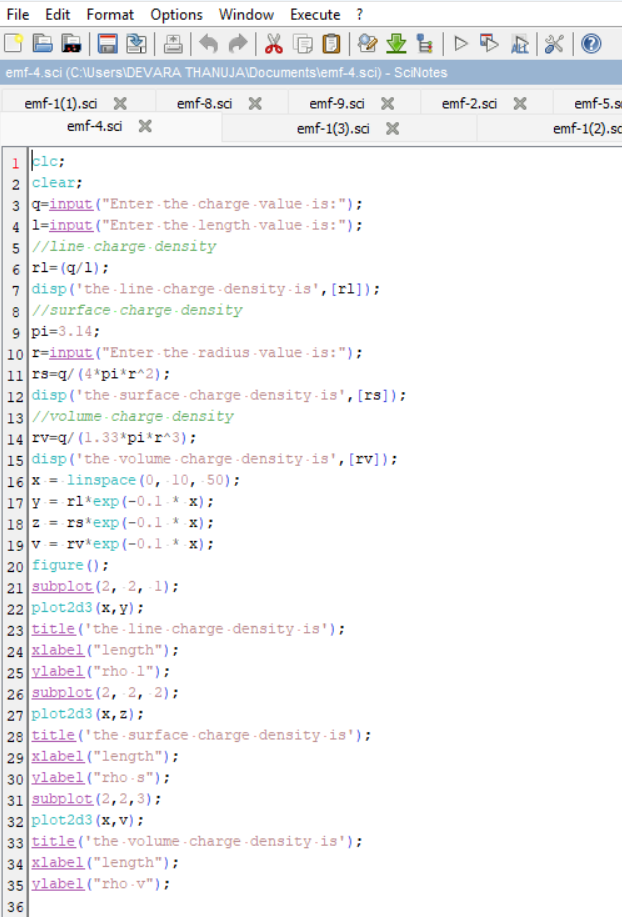 File Edit Format Options Window Execute ?
emf-4.sci (C:\Users\DEVARA THANUJA\Documents\emf-4.sci) - SciNotes
emf-1(1).sci emf-8.sci emf-9.sci emf-2.sci emf-5.s
emf-4.sci emf-1(3).sci emf-1(2).sc
1 clc;
2 clear;
3 q=input("Enter the charge value is:");
4 l=input("Enter the length value is:");
5 //line charge density
6 rl=(q/l);
7 disp('the line charge density is',[rl]);
8 //surface charge density
9 pi=3.14;
10 r=input("Enter the radius value is:");
11 rs=q/(4*pi*r^2);
12 disp('the surface charge density is',[rs]);
13 //volume charge density
14 rv=q/(1.33*pi*r^3);
15 disp('the volume charge density is',[rv]);
16 x = linspace(0, 10, 50);
17 y = rl*exp(-0.1 * x);
18 z = rs*exp(-0.1 * x);
19 v = rv*exp(-0.1 * x);
20 figure();
21 subplot(2, 2, 1);
22 plot2d3(x,y);
23 title('the line charge density is');
24 xlabel("length");
25 ylabel("rho l");
26 subplot(2, 2, 2);
27 plot2d3(x,z);
28 title('the surface charge density is');
29 xlabel("length");
30 ylabel("rho s");
31 subplot(2,2,3);
32 plot2d3(x,v);
33 title('the volume charge density is');
34 xlabel("length");
35 ylabel("rho v");
36